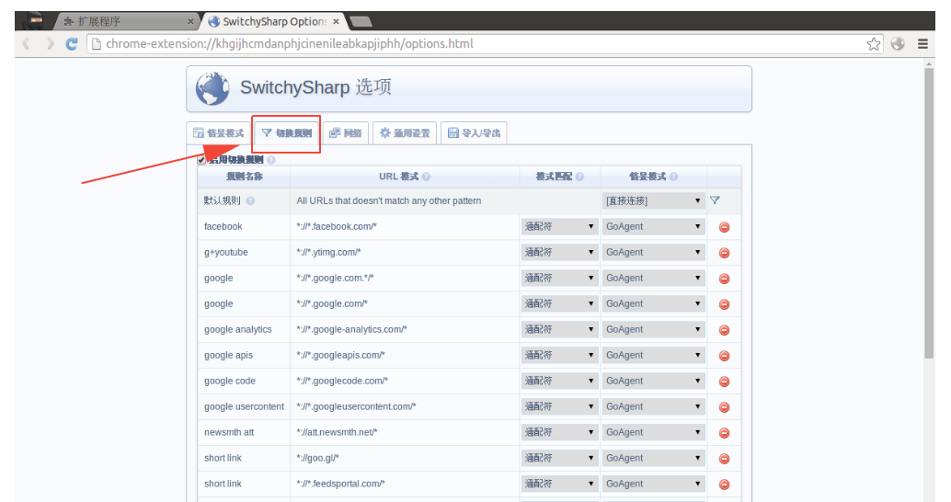 扩展程序 × SwitchySharp Options ×
chrome-extension://khgijhcmdanphjcinenileabkapjiphh/options.html
SwitchySharp 选项
情景模式 切换规则 网络 通用设置 导入/导出
启用切换规则
规则名称 URL 模式 模式匹配 情景模式
默认规则 All URLs that doesn't match any other pattern [直接连接]
facebook *://*.facebook.com/* 通配符 GoAgent
g+youtube *://*.ytimg.com/* 通配符 GoAgent
google *://*.google.com.*/* 通配符 GoAgent
google *://*.google.com/* 通配符 GoAgent
google analytics *://*.google-analytics.com/* 通配符 GoAgent
google apis *://*.googleapis.com/* 通配符 GoAgent
google code *://*.googlecode.com/* 通配符 GoAgent
google usercontent *://*.googleusercontent.com/* 通配符 GoAgent
newsmth att *://att.newsmth.net/* 通配符 GoAgent
short link *://goo.gl/* 通配符 GoAgent
short link *://*.feedsportal.com/* 通配符 GoAgent